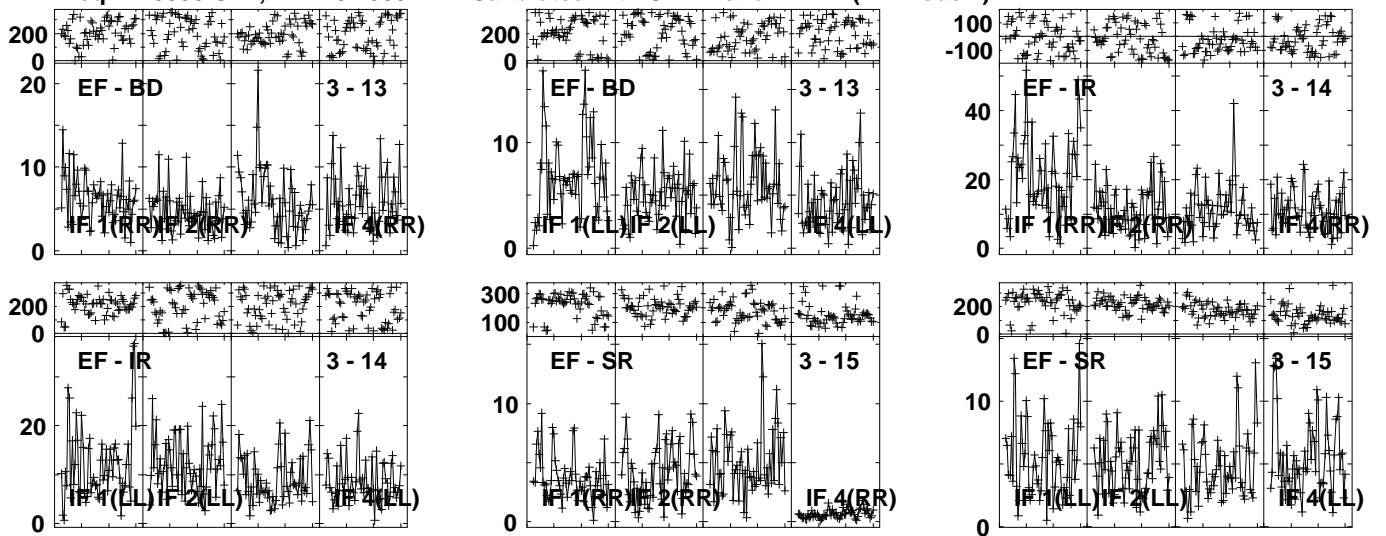 200
0
20
10
0
EF - BD
3 - 13
IF 1(RR)
IF 2(RR)
IF 4(RR)
200
0
10
0
EF - BD
3 - 13
IF 1(LL)
IF 2(LL)
IF 4(LL)
100
-100
40
20
0
EF - IR
3 - 14
IF 1(RR)
IF 2(RR)
IF 4(RR)
200
0
20
0
EF - IR
3 - 14
IF 1(LL)
IF 2(LL)
IF 4(LL)
300
100
10
0
EF - SR
3 - 15
IF 1(RR)
IF 2(RR)
IF 4(RR)
200
0
10
0
EF - SR
3 - 15
IF 1(LL)
IF 2(LL)
IF 4(LL)